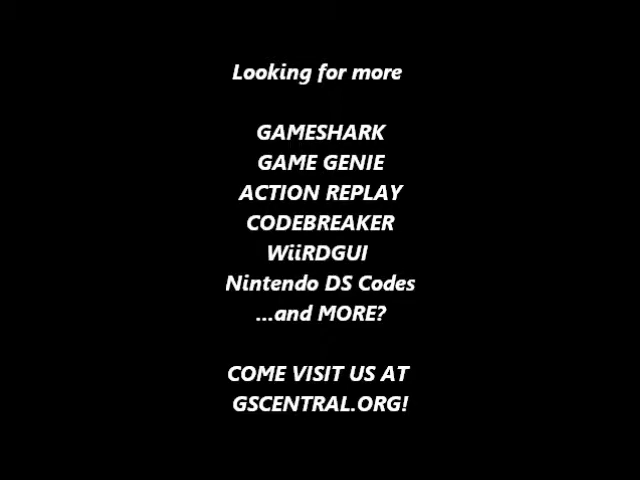 Looking for more
GAMESHARK
GAME GENIE
ACTION REPLAY
CODEBREAKER
WiiRDGUI
Nintendo DS Codes
...and MORE?
COME VISIT US AT
GSCENTRAL.ORG!